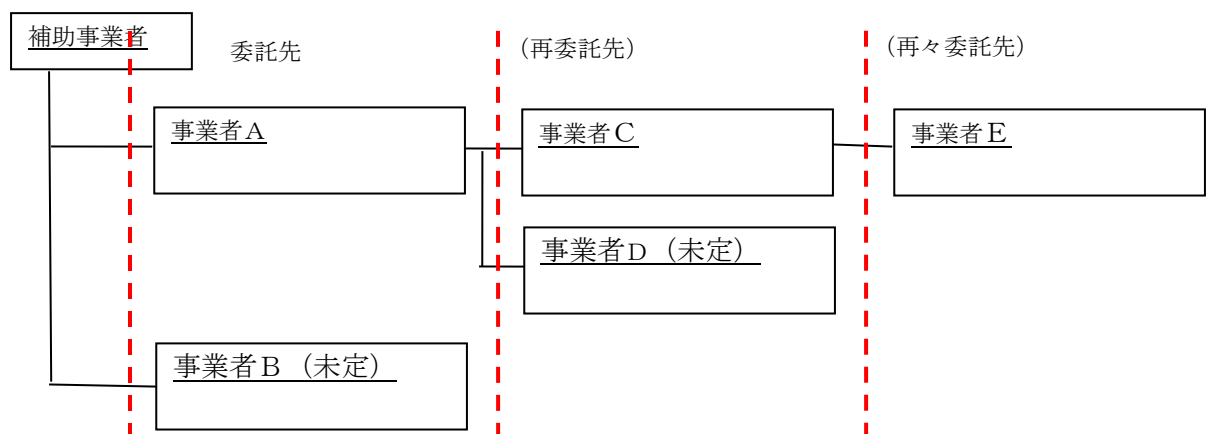 補助事業者
委託先
（再委託先）
（再々委託先）
事業者Ａ
事業者Ｃ
事業者Ｅ
事業者Ｄ（未定）
事業者Ｂ（未定）